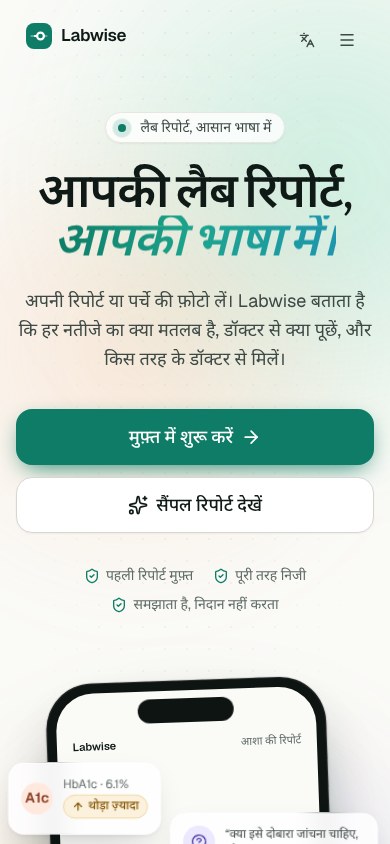 Labwise
लैब रिपोर्ट, आसान भाषा में
आपकी लैब रिपोर्ट,
आपकी भाषा में।
अपनी रिपोर्ट या पर्चे की फ़ोटो लें। Labwise बताता है
कि हर नतीजे का क्या मतलब है, डॉक्टर से क्या पूछें, और
किस तरह के डॉक्टर से मिलें।
मुफ़्त में शुरू करें →
सैंपल रिपोर्ट देखें
पहली रिपोर्ट मुफ़्त
पूरी तरह निजी
समझाता है, निदान नहीं करता
Labwise
आशा की रिपोर्ट
A1c
HbA1c · 6.1%
↑ थोड़ा ज़्यादा
“क्या इसे दोबारा जांचना चाहिए,